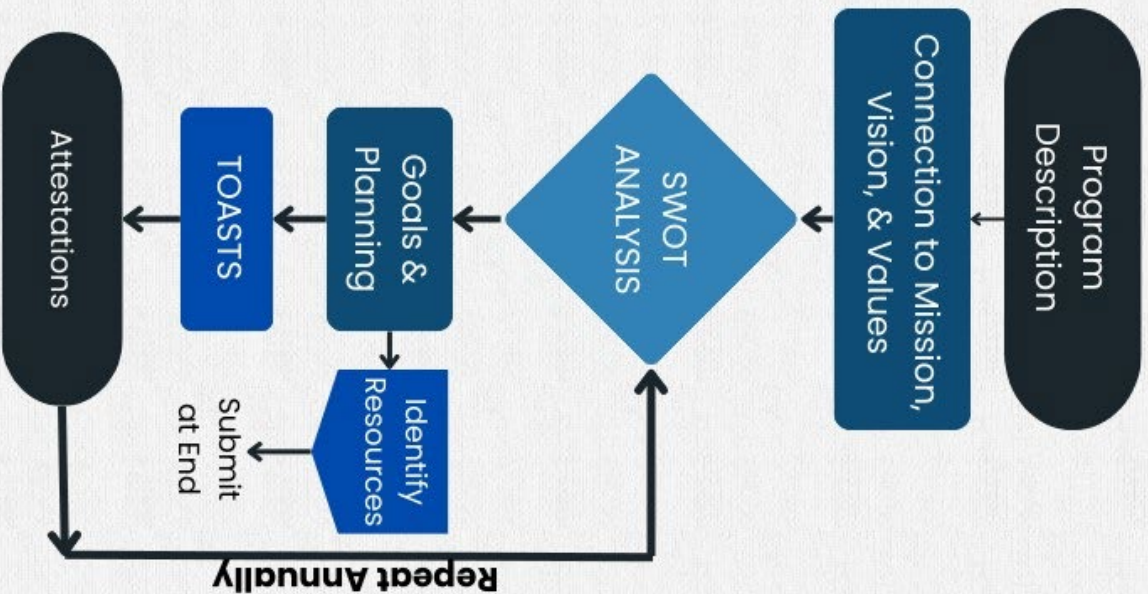 Program
Description
Connection to Mission,
Vision, & Values
SWOT
ANALYSIS
Goals &
Planning
Identify
Resources
TOASTS
Submit
at End
Attestations
Repeat Annually